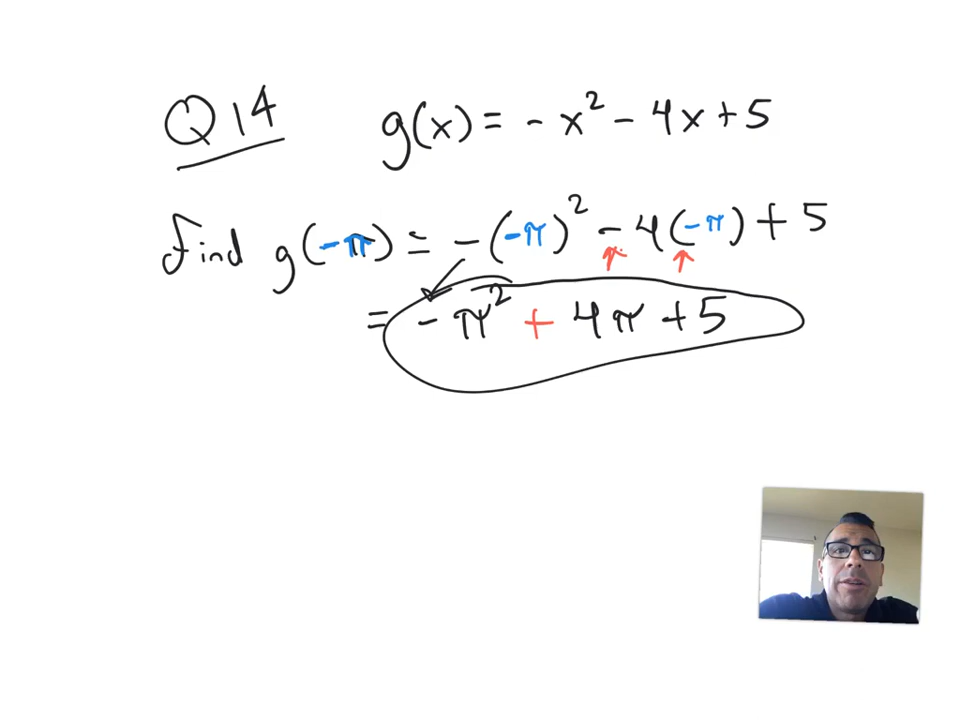 Q14
g(x) = -x² - 4x + 5
Find g(-π) = -(-π)² - 4(-π) + 5
= -π² + 4π + 5